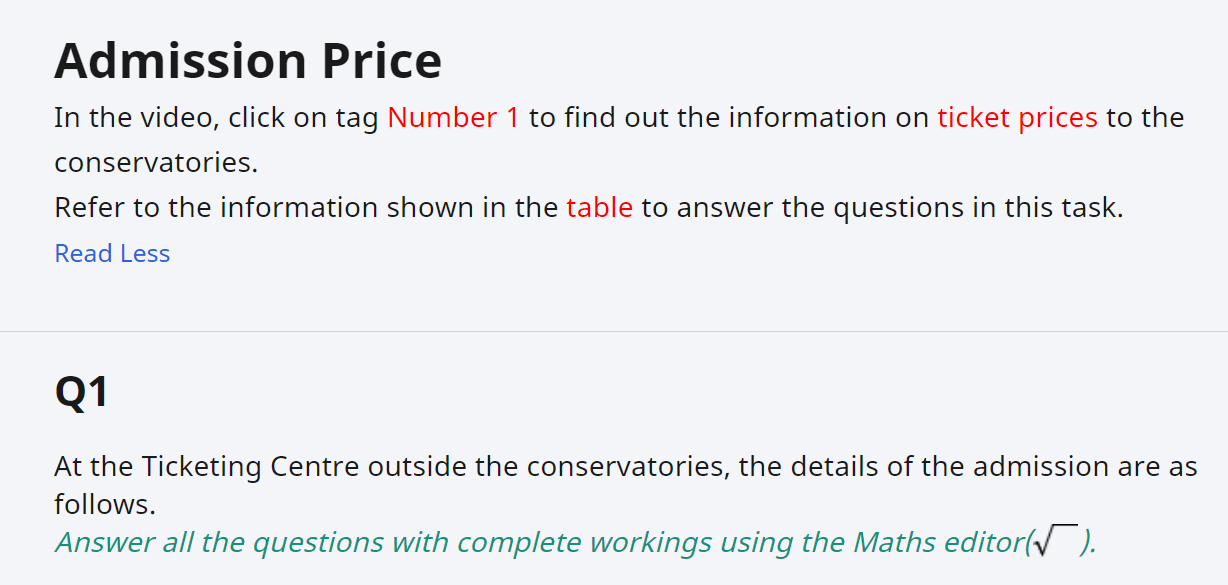 Admission Price
In the video, click on tag Number 1 to find out the information on ticket prices to the
conservatories.
Refer to the information shown in the table to answer the questions in this task.
Read Less
Q1
At the Ticketing Centre outside the conservatories, the details of the admission are as
follows.
Answer all the questions with complete workings using the Maths editor(√ ).